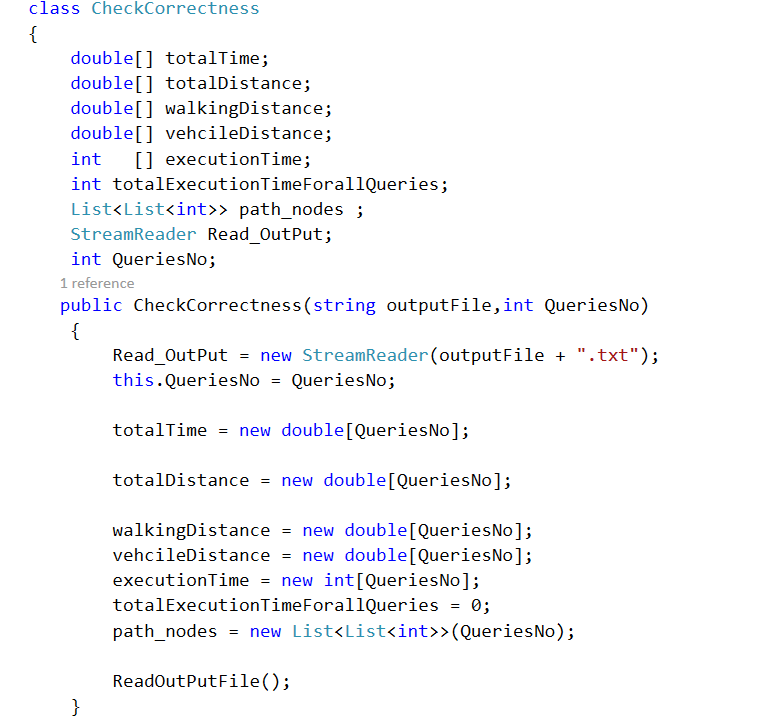 class CheckCorrectness
{
double[] totalTime;
double[] totalDistance;
double[] walkingDistance;
double[] vehcileDistance;
int   [] executionTime;
int totalExecutionTimeForallQueries;
List<List<int>> path_nodes ;
StreamReader Read_OutPut;
int QueriesNo;
1 reference
public CheckCorrectness(string outputFile,int QueriesNo)
{
Read_OutPut = new StreamReader(outputFile + ".txt");
this.QueriesNo = QueriesNo;
totalTime = new double[QueriesNo];
totalDistance = new double[QueriesNo];
walkingDistance = new double[QueriesNo];
vehcileDistance = new double[QueriesNo];
executionTime = new int[QueriesNo];
totalExecutionTimeForallQueries = 0;
path_nodes = new List<List<int>>(QueriesNo);
ReadOutPutFile();
}